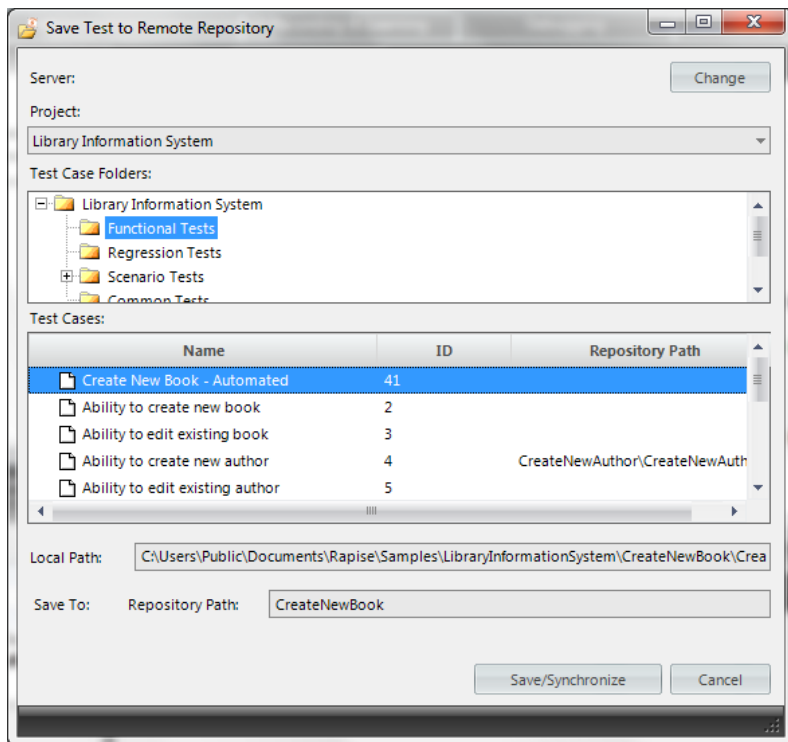 Save Test to Remote Repository
Server:
Change
Project:
Library Information System
Test Case Folders:
Library Information System
Functional Tests
Regression Tests
Scenario Tests
Common Tests
Test Cases:
Name ID Repository Path
Create New Book - Automated 41
Ability to create new book 2
Ability to edit existing book 3
Ability to create new author 4 CreateNewAuthor\CreateNewAuth
Ability to edit existing author 5
Local Path: C:\Users\Public\Documents\Rapise\Samples\LibraryInformationSystem\CreateNewBook\Crea
Save To: Repository Path: CreateNewBook
Save/Synchronize Cancel